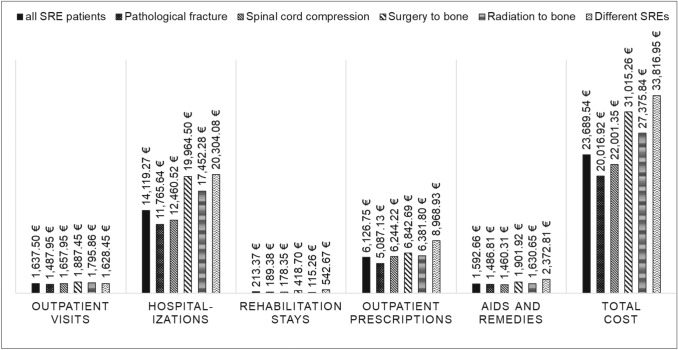 all SRE patients Pathological fracture Spinal cord compression Surgery to bone Radiation to bone Different SREs
1,637.50 € 1,487.95 € 1,657.95 € 1,887.45 € 1,795.86 € 1,628.45 €
14,119.27 € 11,765.64 € 12,460.52 € 19,964.50 € 17,452.28 € 20,304.08 €
213.37 € 189.38 € 178.35 € 418.70 € 115.26 € 542.67 €
6,126.75 € 5,087.13 € 6,244.22 € 6,842.69 € 6,381.80 € 8,968.93 €
1,592.66 € 1,486.81 € 1,460.31 € 1,901.92 € 1,630.65 € 2,372.81 €
23,689.54 € 20,016.92 € 22,001.35 € 31,015.26 € 27,375.84 € 33,816.95 €
OUTPATIENT
VISITS
HOSPITAL-
IZATIONS
REHABILITATION
STAYS
OUTPATIENT
PRESCRIPTIONS
AIDS AND
REMEDIES
TOTAL
COST